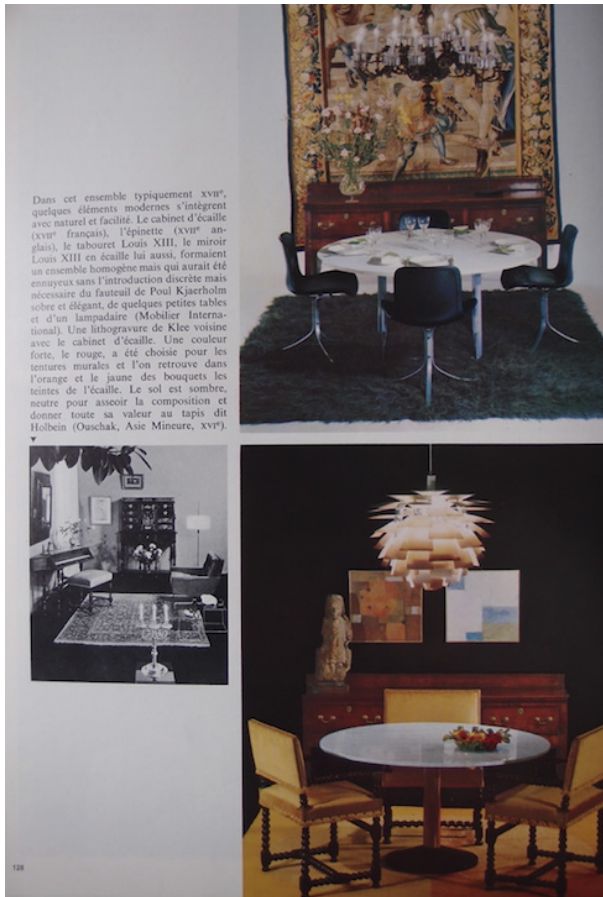 Dans cet ensemble typiquement XVIIᵉ,
quelques éléments modernes s'intègrent
avec naturel et facilité. Le cabinet d'écaille
(XVIIᵉ français), l'épinette (XVIIᵉ an-
glais), le tabouret Louis XIII, le miroir
Louis XIII en écaille lui aussi, formaient
un ensemble homogène mais qui aurait été
ennuyeux sans l'introduction discrète mais
nécessaire du fauteuil de Poul Kjaerholm
sobre et élégant, de quelques petites tables
et d'un lampadaire (Mobilier Interna-
tional). Une lithogravure de Klee voisine
avec le cabinet d'écaille. Une couleur
forte, le rouge, a été choisie pour les
tentures murales et l'on retrouve dans
l'orange et le jaune des bouquets les
teintes de l'écaille. Le sol est sombre,
neutre pour asseoir la composition et
donner toute sa valeur au tapis dit
Holbein (Ouschak, Asie Mineure, XVIᵉ).
▼
128